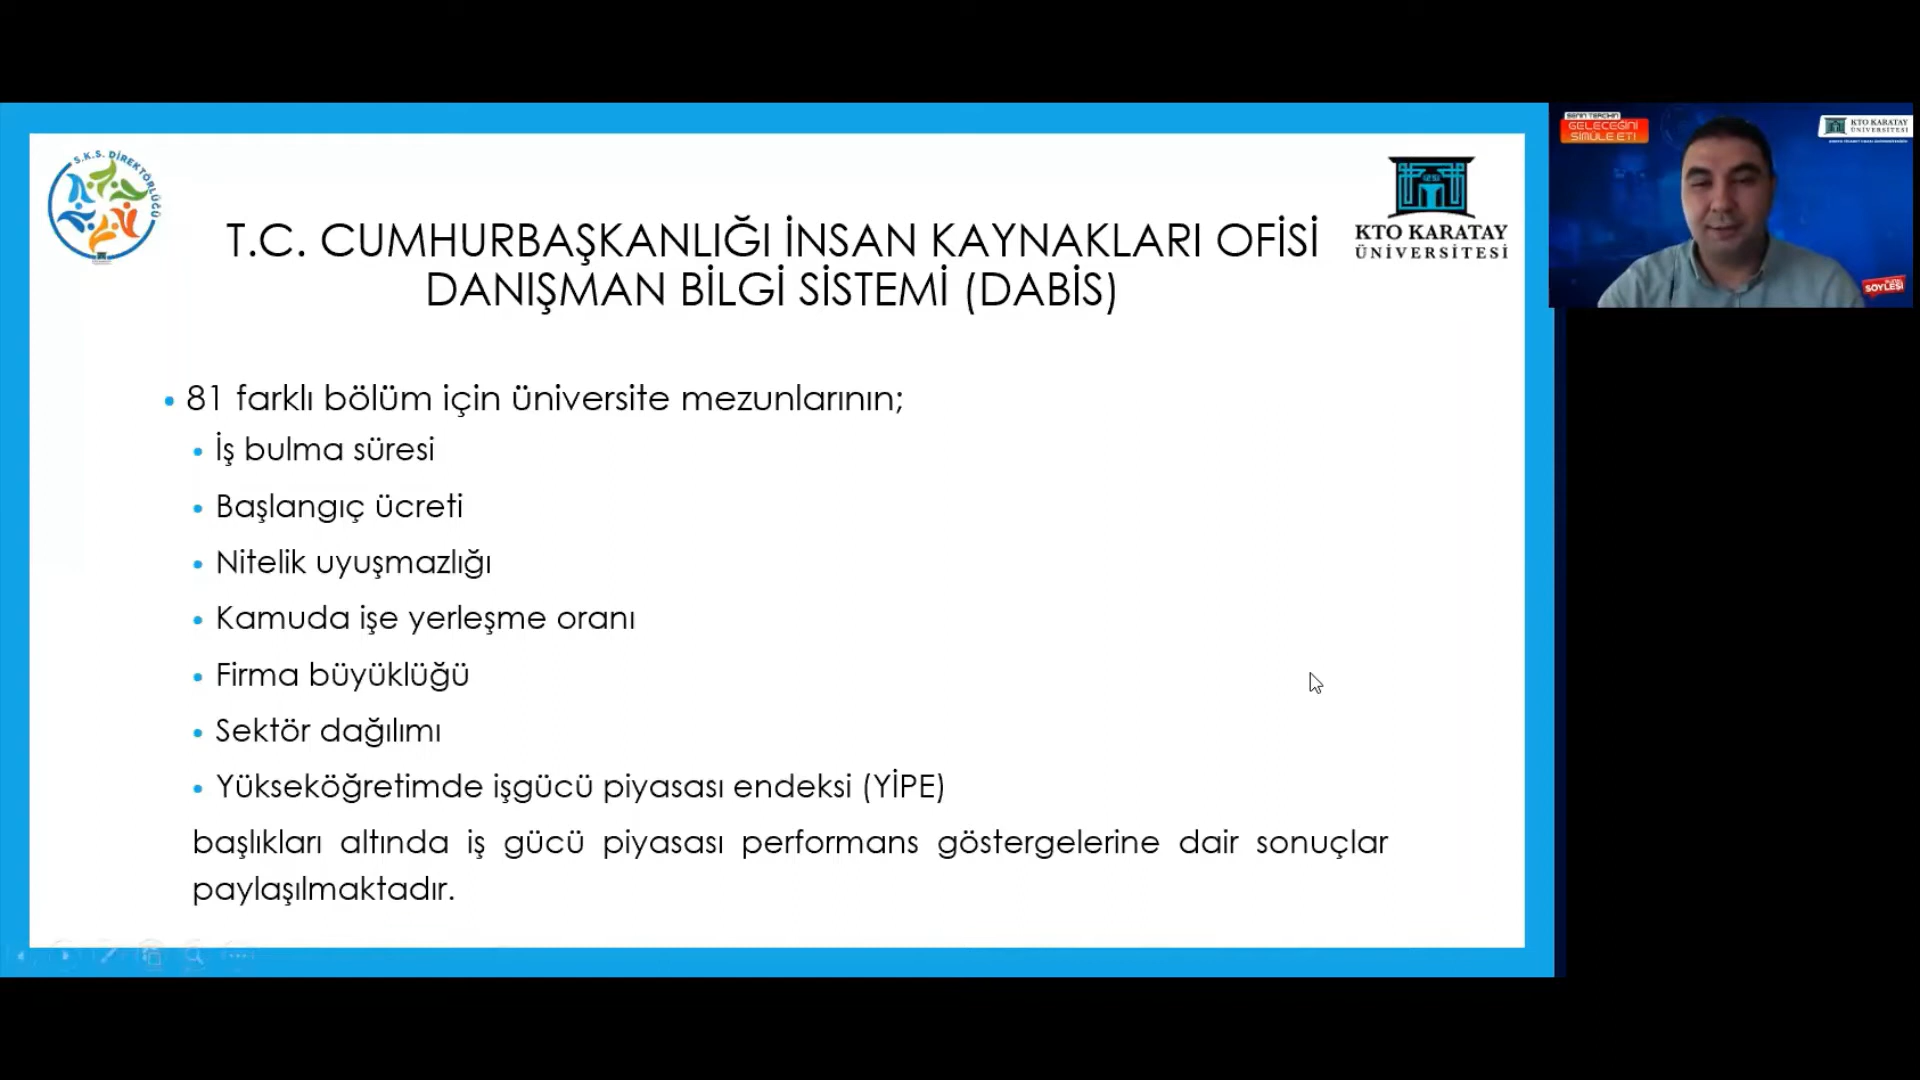 S.K.S. DİREKTÖRLÜĞÜ
T.C. CUMHURBAŞKANLIĞI İNSAN KAYNAKLARI OFİSİ
DANIŞMAN BİLGİ SİSTEMİ (DABİS)
KTO KARATAY
ÜNİVERSİTESİ
• 81 farklı bölüm için üniversite mezunlarının;
• İş bulma süresi
• Başlangıç ücreti
• Nitelik uyuşmazlığı
• Kamuda işe yerleşme oranı
• Firma büyüklüğü
• Sektör dağılımı
• Yükseköğretimde işgücü piyasası endeksi (YİPE)
başlıkları altında iş gücü piyasası performans göstergelerine dair sonuçlar
paylaşılmaktadır.
SENİN TERCİHİN
GELECEĞİNİ
SİMÜLE ET!
KTO KARATAY
ÜNİVERSİTESİ
SÖYLEŞİ